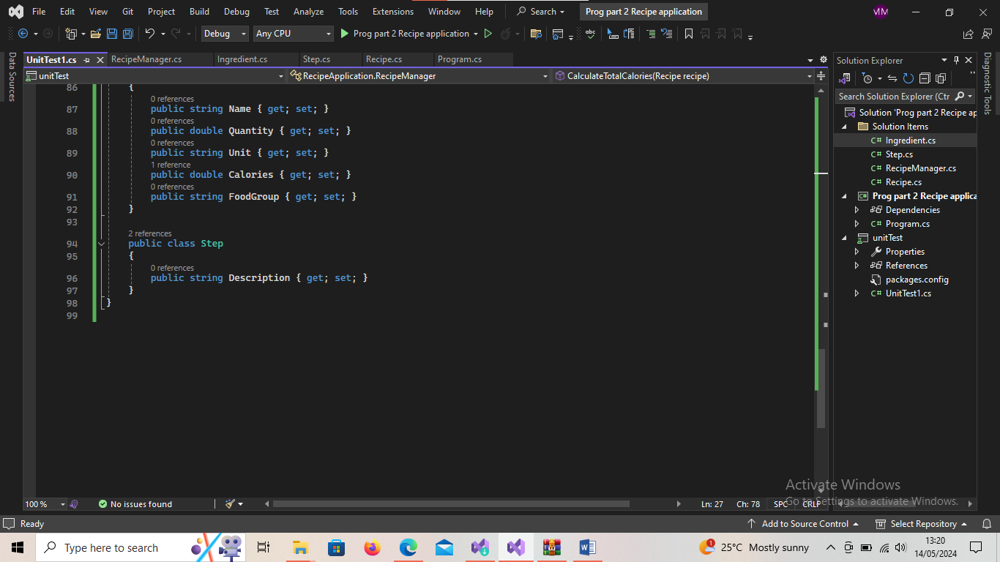 File Edit View Git Project Build Debug Test Analyze Tools Extensions Window Help Search Prog part 2 Recipe application MM
Debug Any CPU Prog part 2 Recipe application
Data Sources
UnitTest1.cs RecipeManager.cs Ingredient.cs Step.cs Recipe.cs Program.cs
unitTest RecipeApplication.RecipeManager CalculateTotalCalories(Recipe recipe)
86 {
0 references
87 public string Name { get; set; }
0 references
88 public double Quantity { get; set; }
0 references
89 public string Unit { get; set; }
1 reference
90 public double Calories { get; set; }
0 references
91 public string FoodGroup { get; set; }
92 }
93
2 references
94 public class Step
95 {
0 references
96 public string Description { get; set; }
97 }
98 }
99
100 % No issues found Ln: 27 Ch: 78 SPC CRLF
Solution Explorer
Search Solution Explorer (Ctr
Solution 'Prog part 2 Recipe ap
Solution Items
C# Ingredient.cs
C# Step.cs
C# RecipeManager.cs
C# Recipe.cs
C# Prog part 2 Recipe applica
Dependencies
C# Program.cs
unitTest
Properties
References
packages.config
C# UnitTest1.cs
Diagnostic Tools
Activate Windows
Go to Settings to activate Windows.
Ready Add to Source Control Select Repository
Type here to search 1 25°C Mostly sunny 13:20
14/05/2024